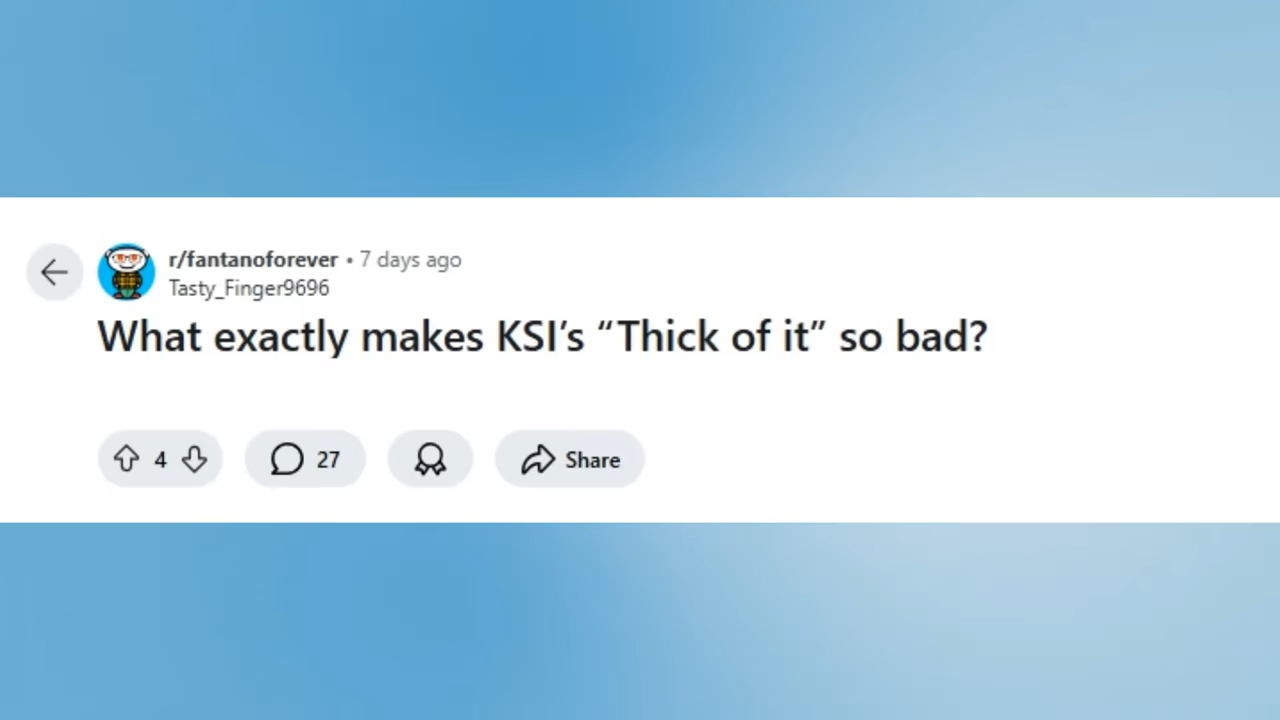 r/fantanoforever • 7 days ago
Tasty_Finger9696
What exactly makes KSI’s “Thick of it” so bad?
4 27 Share